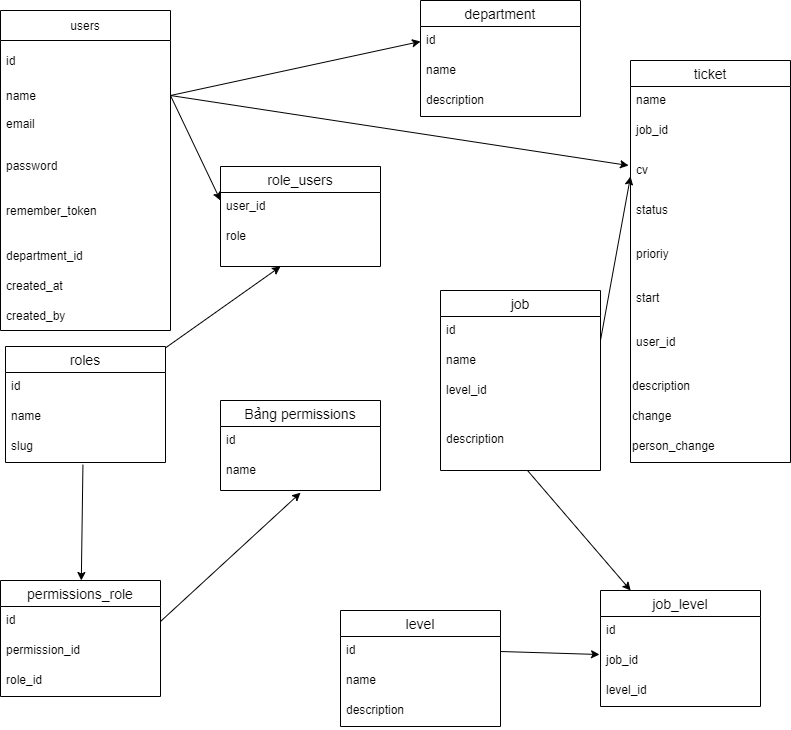 users
id
name
email
password
remember_token
department_id
created_at
created_by
department
id
name
description
ticket
name
job_id
cv
status
prioriy
start
user_id
description
change
person_change
role_users
user_id
role
roles
id
name
slug
Bảng permissions
id
name
job
id
name
level_id
description
permissions_role
id
permission_id
role_id
level
id
name
description
job_level
id
job_id
level_id